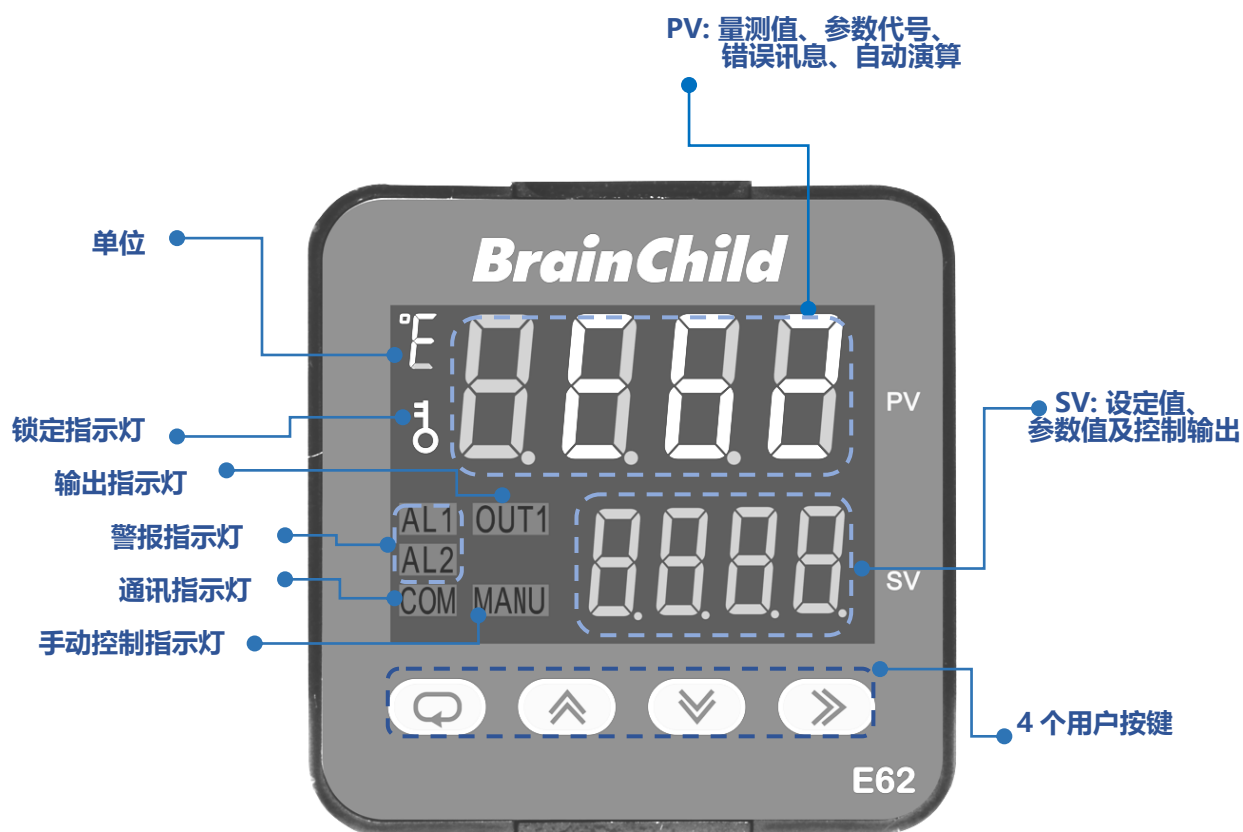 PV: 量测值、参数代号、
错误讯息、自动演算
单位
BrainChild
PV
SV: 设定值、
参数值及控制输出
锁定指示灯
输出指示灯
AL1 OUT1
警报指示灯
AL2
SV
通讯指示灯
COM MANU
手动控制指示灯
4 个用户按键
E62